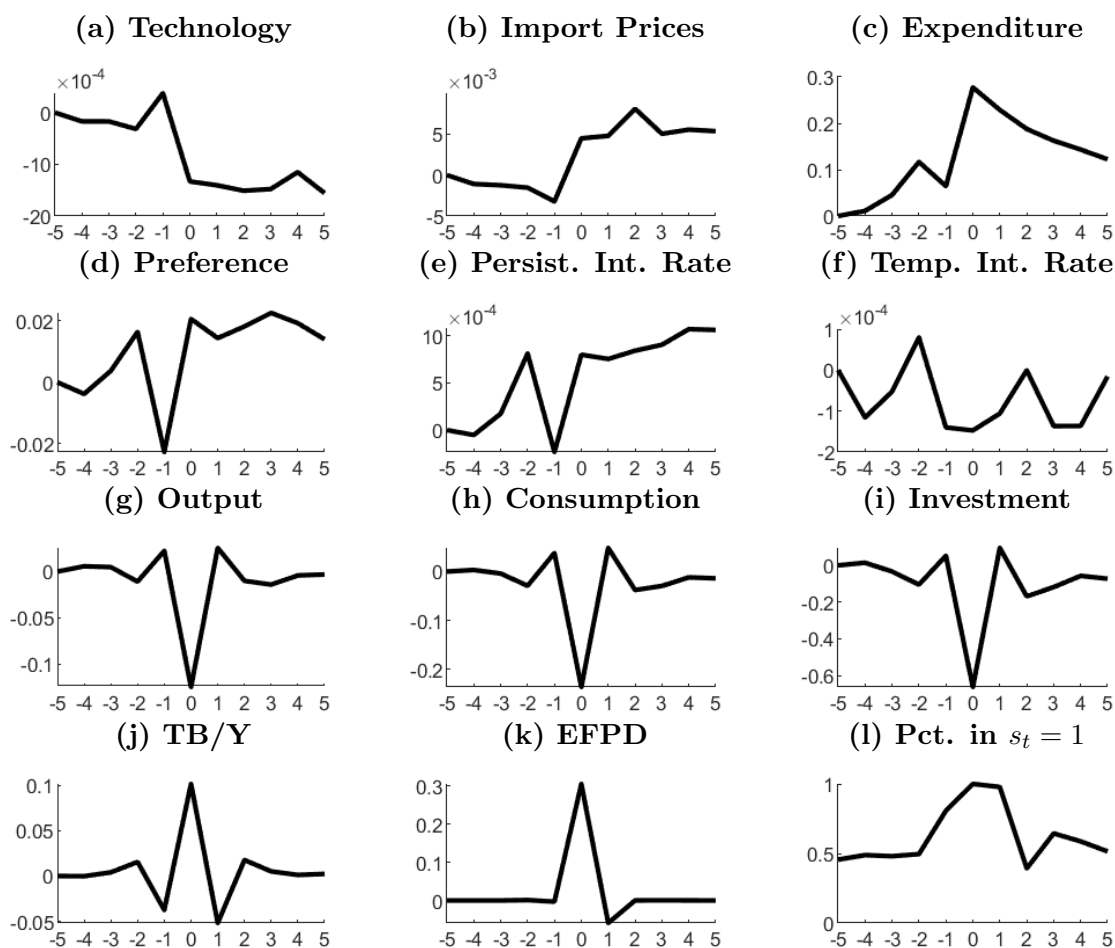 (a) Technology (b) Import Prices (c) Expenditure
×10⁻⁴ ×10⁻³
0 -10 -20 5 0 -5 0.3 0.2 0.1 0
-5 -4 -3 -2 -1 0 1 2 3 4 5 -5 -4 -3 -2 -1 0 1 2 3 4 5 -5 -4 -3 -2 -1 0 1 2 3 4 5
(d) Preference (e) Persist. Int. Rate (f) Temp. Int. Rate
×10⁻⁴ ×10⁻⁴
0.02 0 -0.02 10 5 0 1 0 -1 -2
-5 -4 -3 -2 -1 0 1 2 3 4 5 -5 -4 -3 -2 -1 0 1 2 3 4 5 -5 -4 -3 -2 -1 0 1 2 3 4 5
(g) Output (h) Consumption (i) Investment
0 -0.05 -0.1 0 -0.1 -0.2 0 -0.2 -0.4 -0.6
-5 -4 -3 -2 -1 0 1 2 3 4 5 -5 -4 -3 -2 -1 0 1 2 3 4 5 -5 -4 -3 -2 -1 0 1 2 3 4 5
(j) TB/Y (k) EFPD (l) Pct. in sₜ = 1
0.1 0.05 0 -0.05 0.3 0.2 0.1 0 1 0.5 0
-5 -4 -3 -2 -1 0 1 2 3 4 5 -5 -4 -3 -2 -1 0 1 2 3 4 5 -5 -4 -3 -2 -1 0 1 2 3 4 5